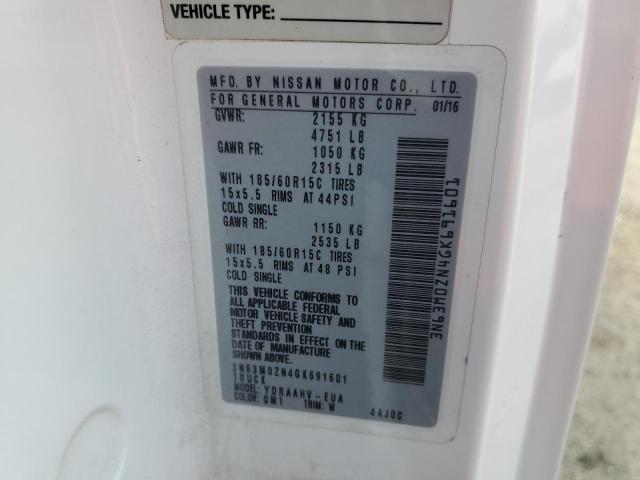 VEHICLE TYPE:
MFD. BY NISSAN MOTOR CO., LTD.
FOR GENERAL MOTORS CORP. 01/16
GVWR: 2155 KG
4751 LB
GAWR FR: 1050 KG
2315 LB
WITH 185/60R15C TIRES
15x5.5 RIMS AT 44PSI
COLD SINGLE
GAWR RR: 1150 KG
2535 LB
WITH 185/60R15C TIRES
15x5.5 RIMS AT 48 PSI
COLD SINGLE
THIS VEHICLE CONFORMS TO
ALL APPLICABLE FEDERAL
MOTOR VEHICLE SAFETY AND
THEFT PREVENTION
STANDARDS IN EFFECT ON
THE DATE OF MANUFACTURE
SHOWN ABOVE.
3N63M0ZN4GK691601
TRUCK
MODEL: YDRAAHV-EUA
COLOR: QM1 TRIM: W 4AJ0C
3N63M0ZN4GK691601